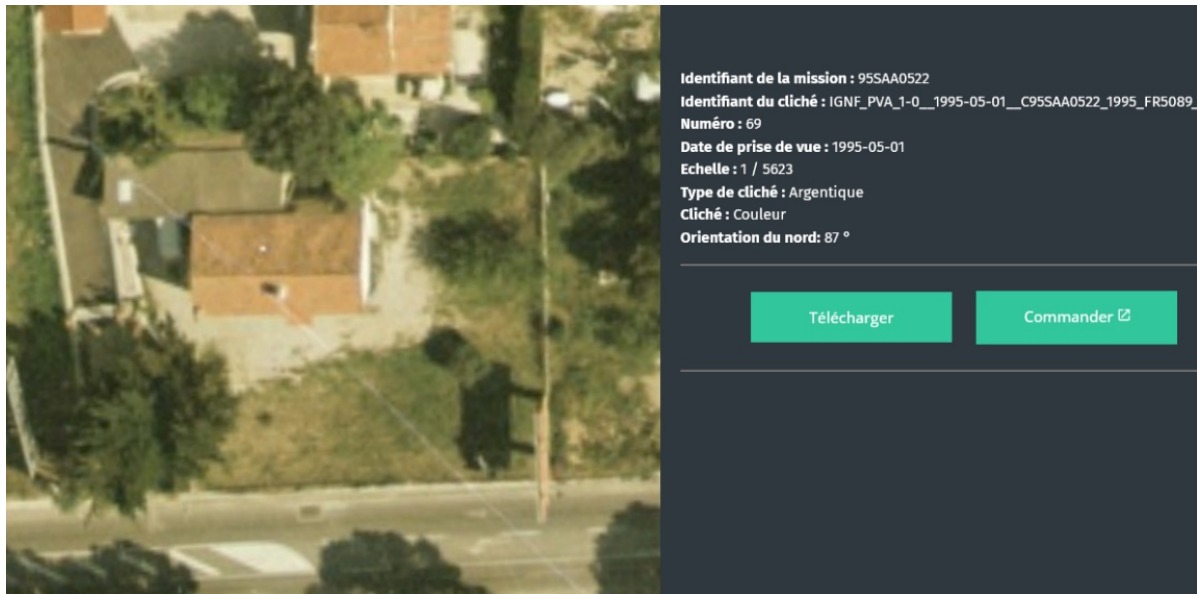 Identifiant de la mission : 95SAA0522
Identifiant du cliché : IGNF_PVA_1-0__1995-05-01__C95SAA0522_1995_FR5089_
Numéro : 69
Date de prise de vue : 1995-05-01
Echelle : 1 / 5623
Type de cliché : Argentique
Cliché : Couleur
Orientation du nord: 87 °
Télécharger
Commander